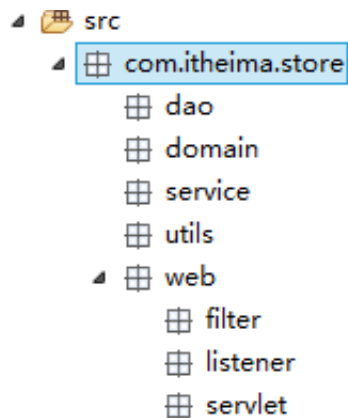 src
com.itheima.store
dao
domain
service
utils
web
filter
listener
servlet